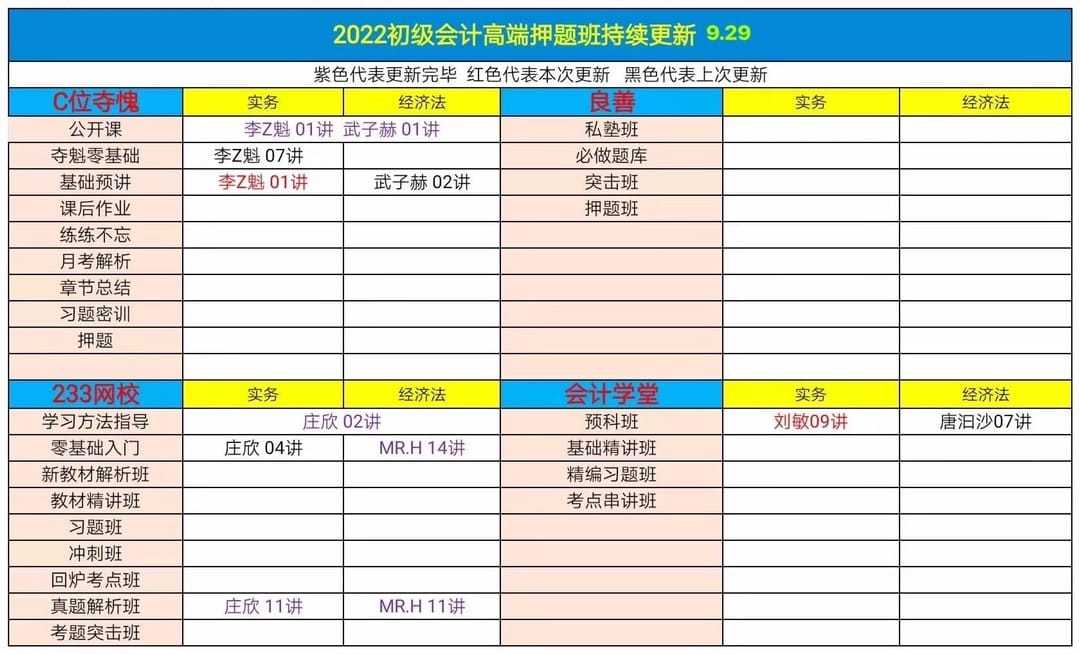 2022初级会计高端押题班持续更新 9.29
紫色代表更新完毕 红色代表本次更新 黑色代表上次更新
C位夺愧 实务 经济法 良善 实务 经济法
公开课 李Z魁 01讲 武子赫 01讲 私塾班
夺魁零基础 李Z魁 07讲 必做题库
基础预讲 李Z魁 01讲 武子赫 02讲 突击班
课后作业 押题班
练练不忘
月考解析
章节总结
习题密训
押题
233网校 实务 经济法 会计学堂 实务 经济法
学习方法指导 庄欣 02讲 预科班 刘敏09讲 唐汩沙07讲
零基础入门 庄欣 04讲 MR.H 14讲 基础精讲班
新教材解析班 精编习题班
教材精讲班 考点串讲班
习题班
冲刺班
回炉考点班
真题解析班 庄欣 11讲 MR.H 11讲
考题突击班